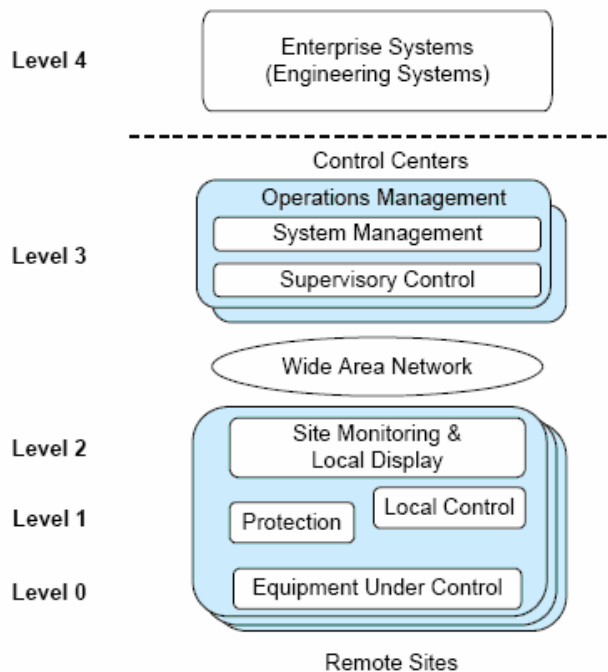 Level 4
Enterprise Systems
(Engineering Systems)
Control Centers
Operations Management
Level 3
System Management
Supervisory Control
Wide Area Network
Level 2
Site Monitoring &
Local Display
Level 1
Protection
Local Control
Level 0
Equipment Under Control
Remote Sites